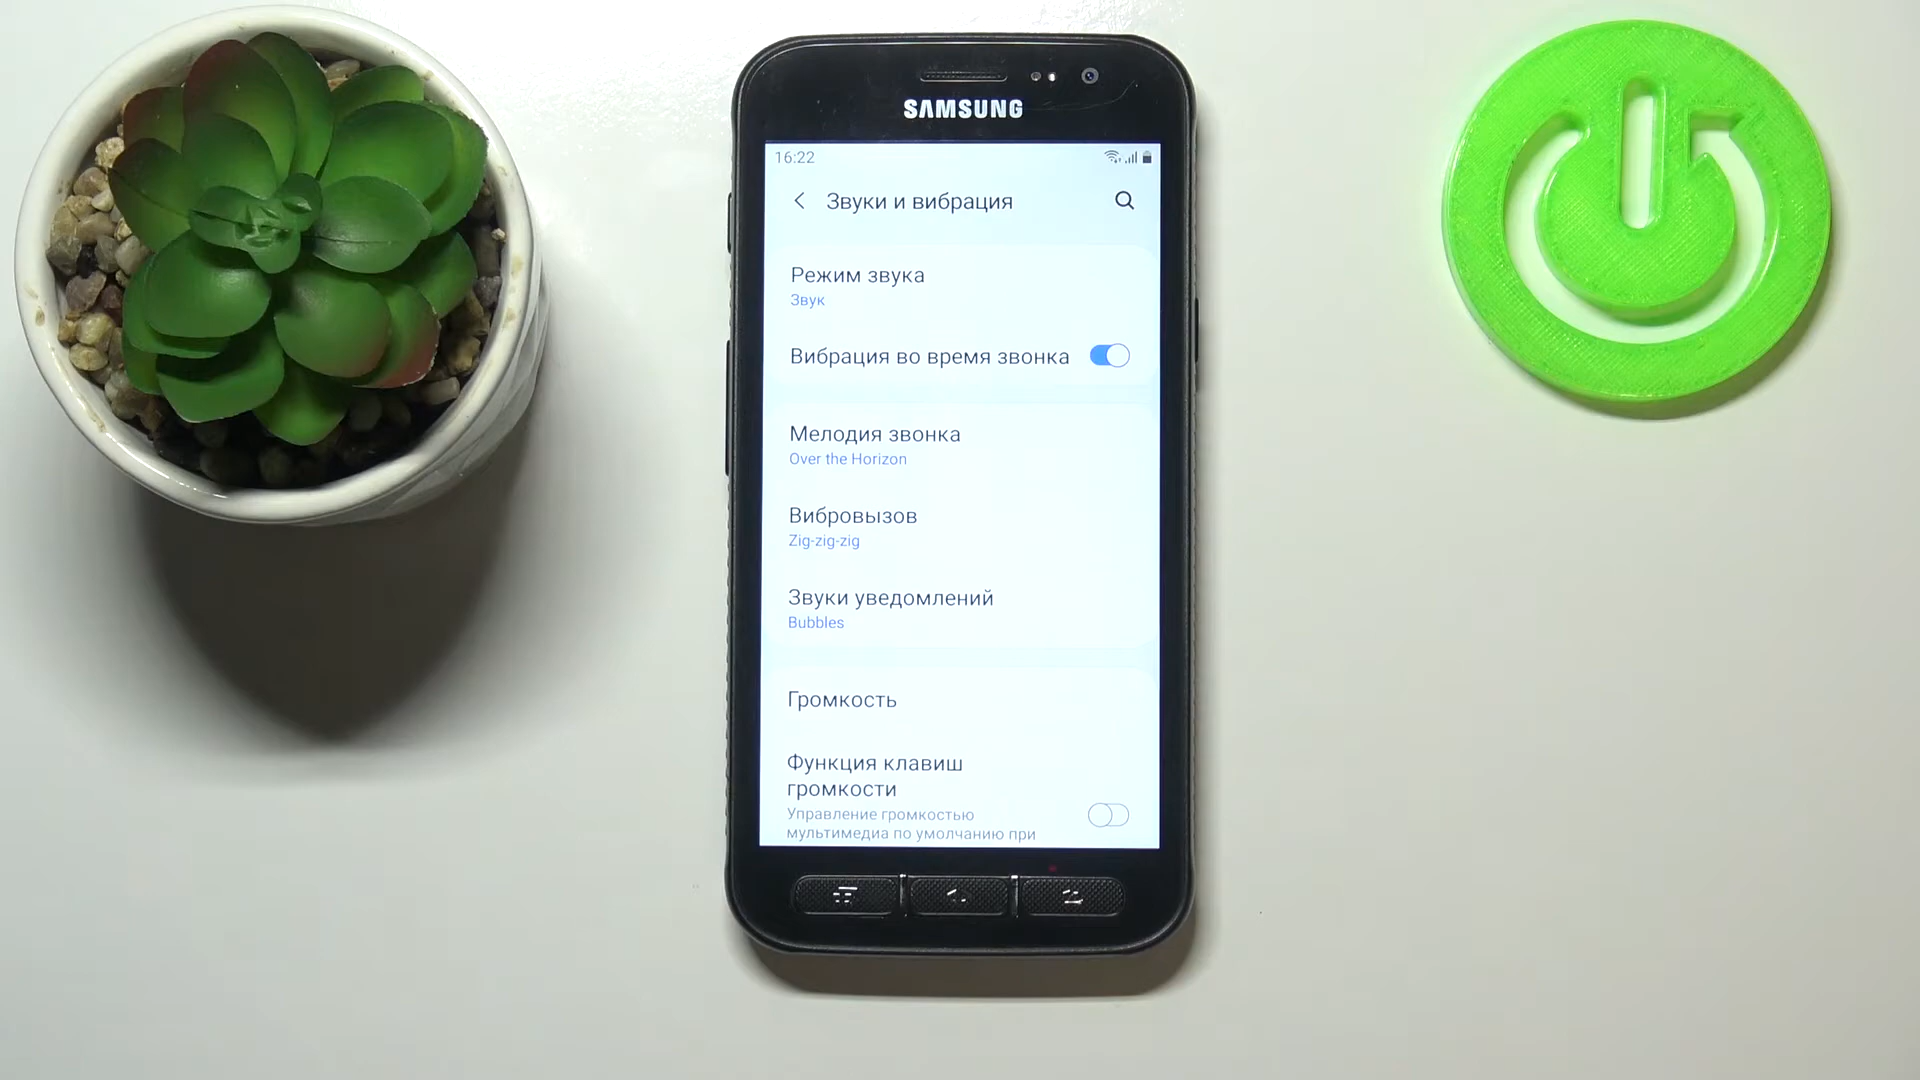 SAMSUNG
16:22
Звуки и вибрация
Режим звука
Звук
Вибрация во время звонка
Мелодия звонка
Over the Horizon
Вибровызов
Zig-zig-zig
Звуки уведомлений
Bubbles
Громкость
Функция клавиш
громкости
Управление громкостью
мультимедиа по умолчанию при